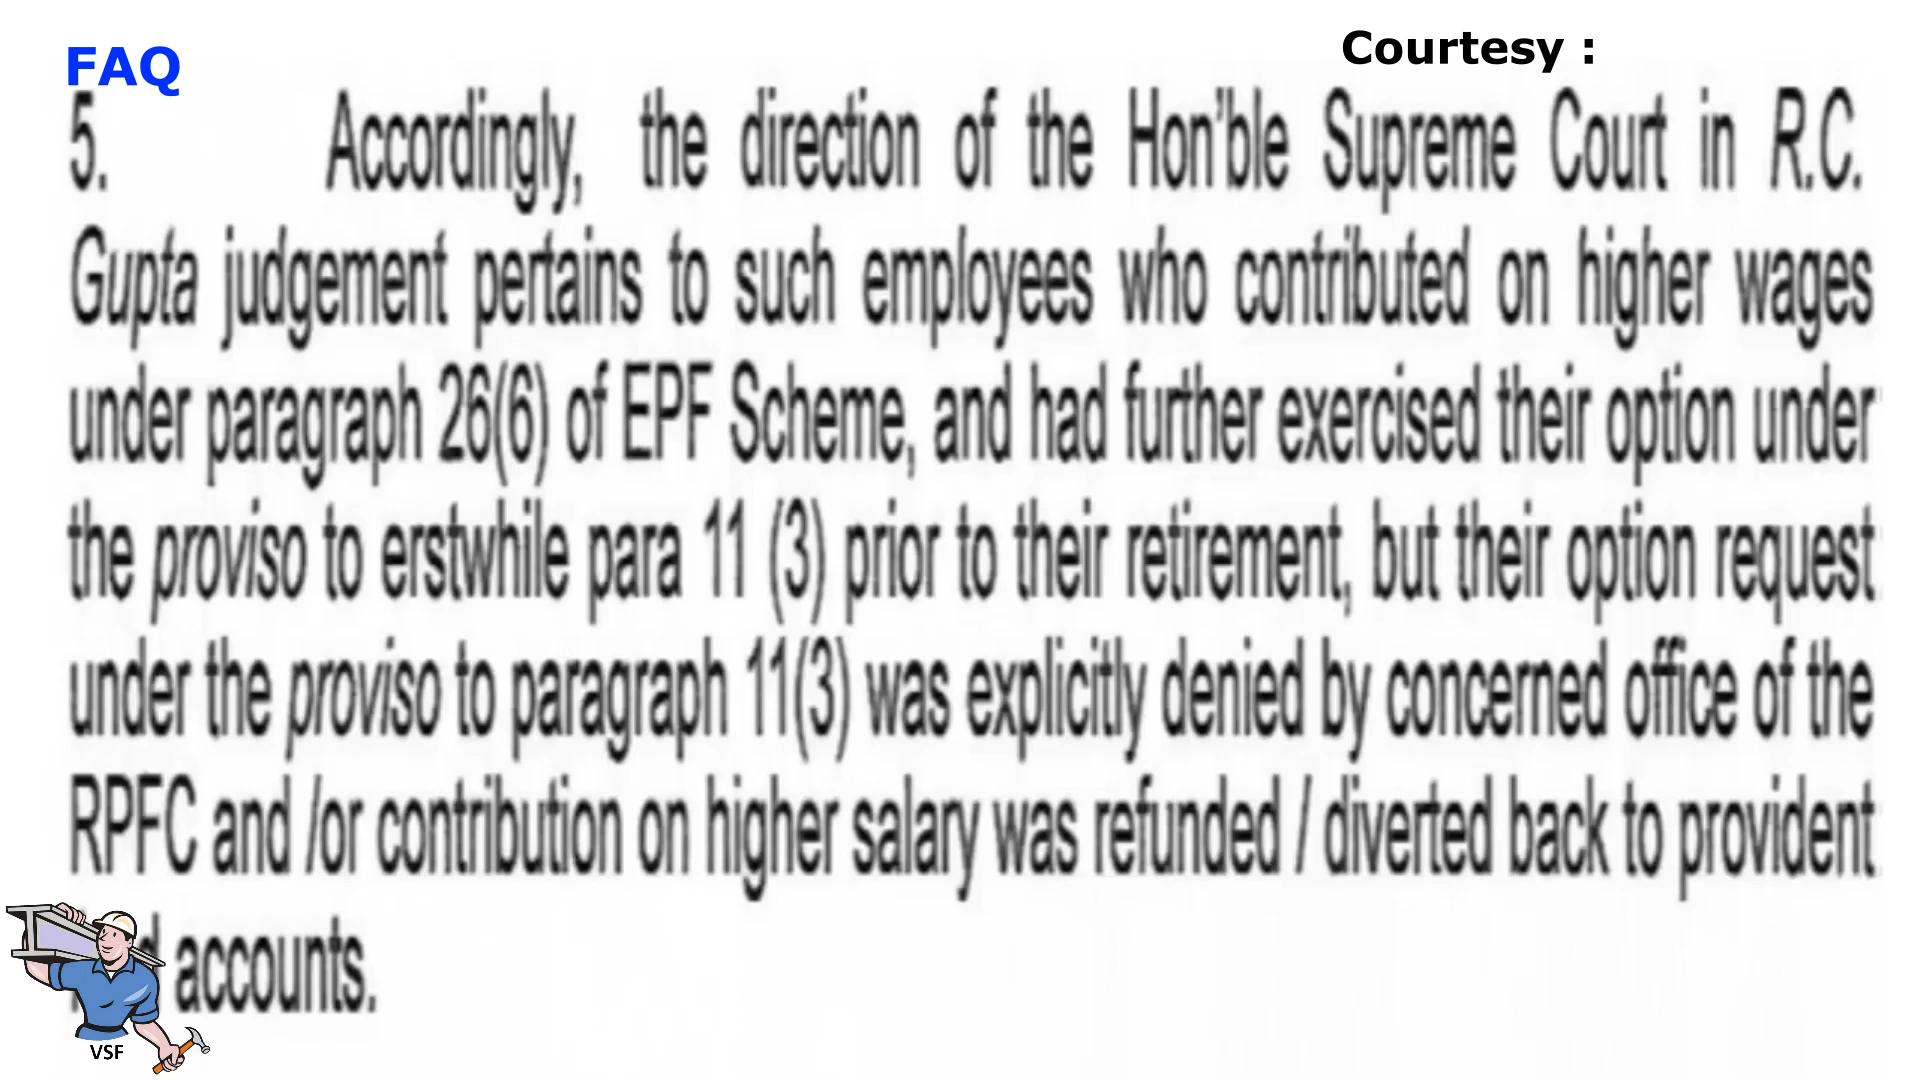 FAQ
Courtesy :
5. Accordingly, the direction of the Hon'ble Supreme Court in R.C.
Gupta judgement pertains to such employees who contributed on higher wages
under paragraph 26(6) of EPF Scheme, and had further exercised their option under
the proviso to erstwhile para 11 (3) prior to their retirement, but their option request
under the proviso to paragraph 11(3) was explicitly denied by concerned office of the
RPFC and /or contribution on higher salary was refunded / diverted back to provident
accounts.
VSF